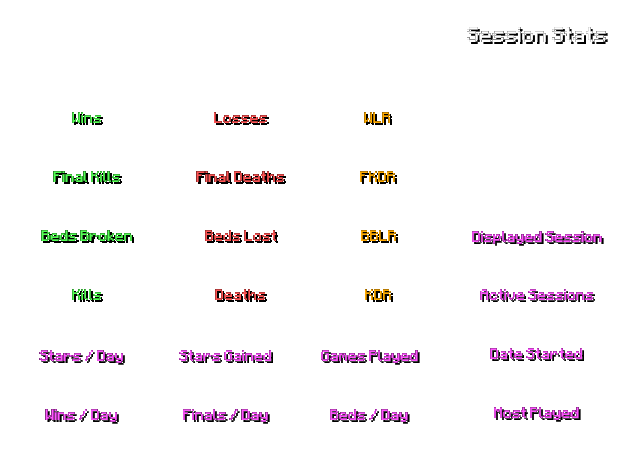 Session Stats
Wins Losses WLR
Final Kills Final Deaths FKDR
Beds Broken Beds Lost BBLR Displayed Session
Kills Deaths KDR Active Sessions
Stars / Day Stars Gained Games Played Date Started
Wins / Day Finals / Day Beds / Day Most Played